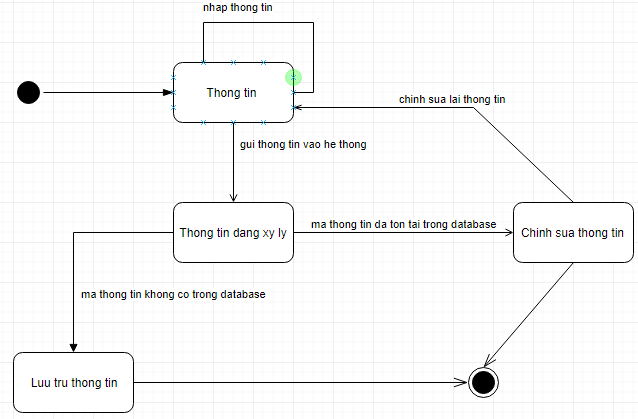 nhap thong tin
Thong tin
chinh sua lai thong tin
gui thong tin vao he thong
Thong tin dang xy ly
ma thong tin da ton tai trong database
Chinh sua thong tin
ma thong tin khong co trong database
Luu tru thong tin